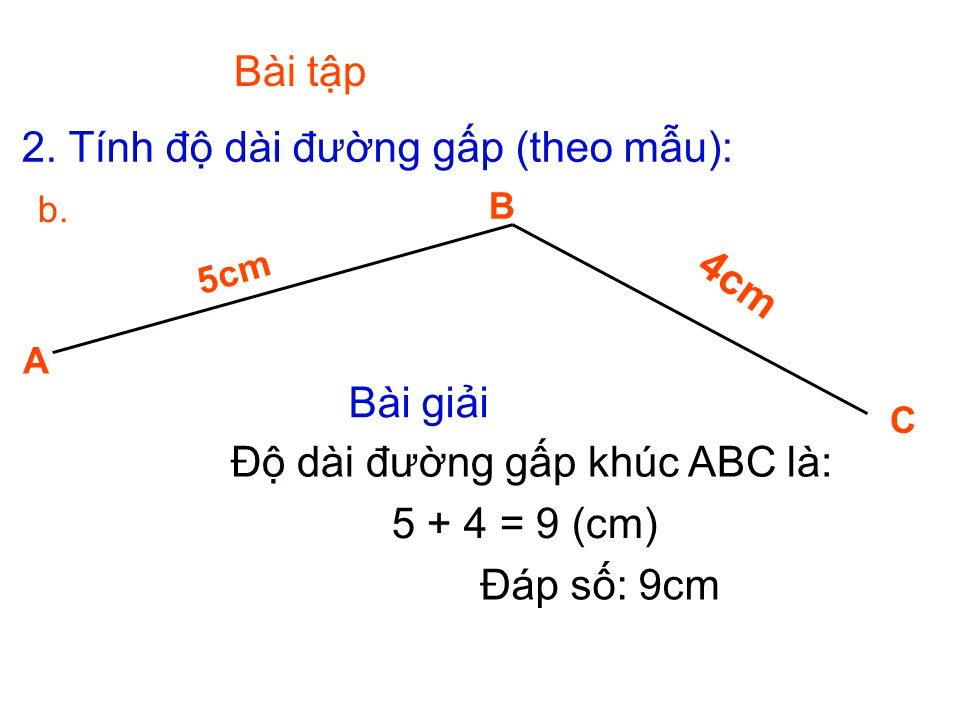 Bài tập
2. Tính độ dài đường gấp (theo mẫu):
b.
B
5cm
4cm
A
C
Bài giải
Độ dài đường gấp khúc ABC là:
5 + 4 = 9 (cm)
Đáp số: 9cm